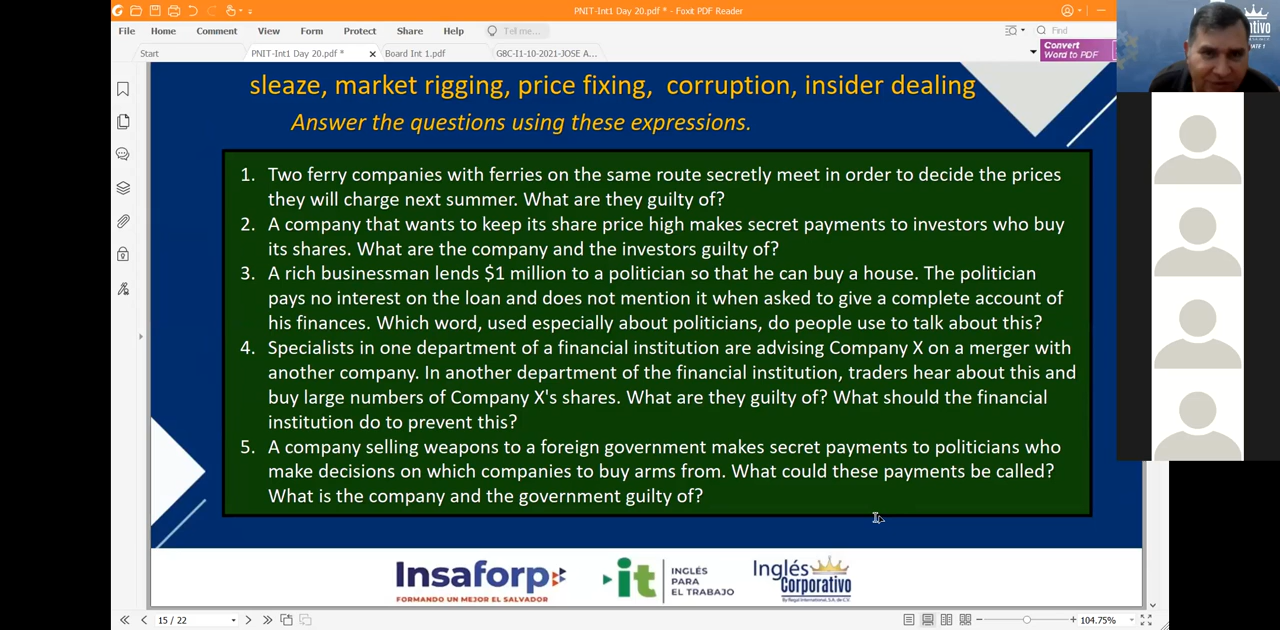 PNIT-Int1 Day 20.pdf * - Foxit PDF Reader
File Home Comment View Form Protect Share Help Tell me... Find
Start PNIT-Int1 Day 20.pdf * Board Int 1.pdf G8C-I1-10-2021-JOSE A...
Convert
Word to PDF
sleaze, market rigging, price fixing, corruption, insider dealing
Answer the questions using these expressions.
1. Two ferry companies with ferries on the same route secretly meet in order to decide the prices
they will charge next summer. What are they guilty of?
2. A company that wants to keep its share price high makes secret payments to investors who buy
its shares. What are the company and the investors guilty of?
3. A rich businessman lends $1 million to a politician so that he can buy a house. The politician
pays no interest on the loan and does not mention it when asked to give a complete account of
his finances. Which word, used especially about politicians, do people use to talk about this?
4. Specialists in one department of a financial institution are advising Company X on a merger with
another company. In another department of the financial institution, traders hear about this and
buy large numbers of Company X's shares. What are they guilty of? What should the financial
institution do to prevent this?
5. A company selling weapons to a foreign government makes secret payments to politicians who
make decisions on which companies to buy arms from. What could these payments be called?
What is the company and the government guilty of?
Insaforp
FORMANDO UN MEJOR EL SALVADOR
it
INGLÉS
PARA
EL TRABAJO
Inglés
Corporativo
15 / 22
104.75%